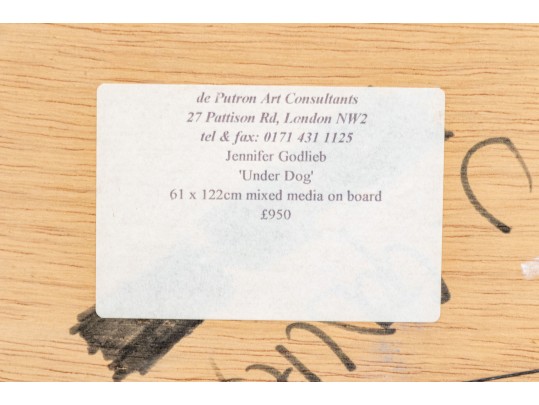 de Putron Art Consultants
27 Pattison Rd, London NW2
tel & fax: 0171 431 1125
Jennifer Godlieb
'Under Dog'
61 x 122cm mixed media on board
£950